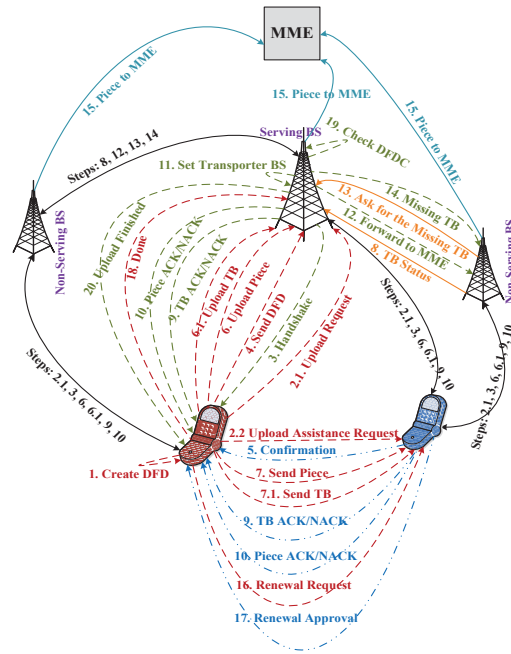 MME
15. Piece to MME
15. Piece to MME
15. Piece to MME
Serving BS
19. Check DFDC
Steps: 8, 12, 13, 14
11. Set Transporter BS
14. Missing TB
13. Ask for the Missing TB
12. Forward to MME
8. TB Status
Non-Serving BS
Non-Serving BS
20. Upload Finished
18. Done
10. Piece ACK/NACK
9. TB ACK/NACK
6.1. Upload TB
6. Upload Piece
4. Send DFD
3. Handshake
2.1. Upload Request
Steps: 2.1, 3, 6, 6.1, 9, 10
Steps: 2.1, 3, 6, 6.1, 9, 10
Steps: 2.1, 3, 6, 6.1, 9, 10
2.2 Upload Assistance Request
5. Confirmation
1. Create DFD
7. Send Piece
7.1. Send TB
9. TB ACK/NACK
10. Piece ACK/NACK
16. Renewal Request
17. Renewal Approval